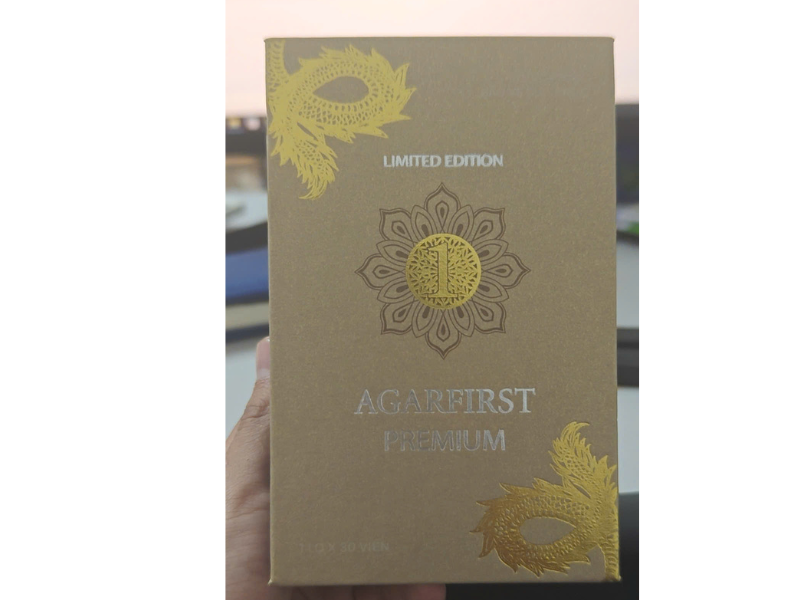 LIMITED EDITION
1
AGARFIRST
PREMIUM